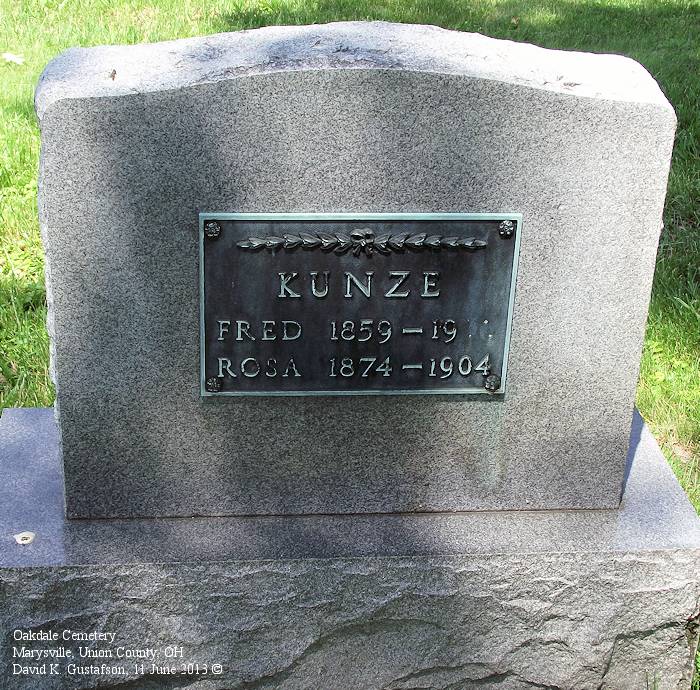 KUNZE
FRED 1859-19
ROSA 1874-1904
Oakdale Cemetery
Marysville, Union County, OH
David K. Gustafson, 11 June 2013 ©